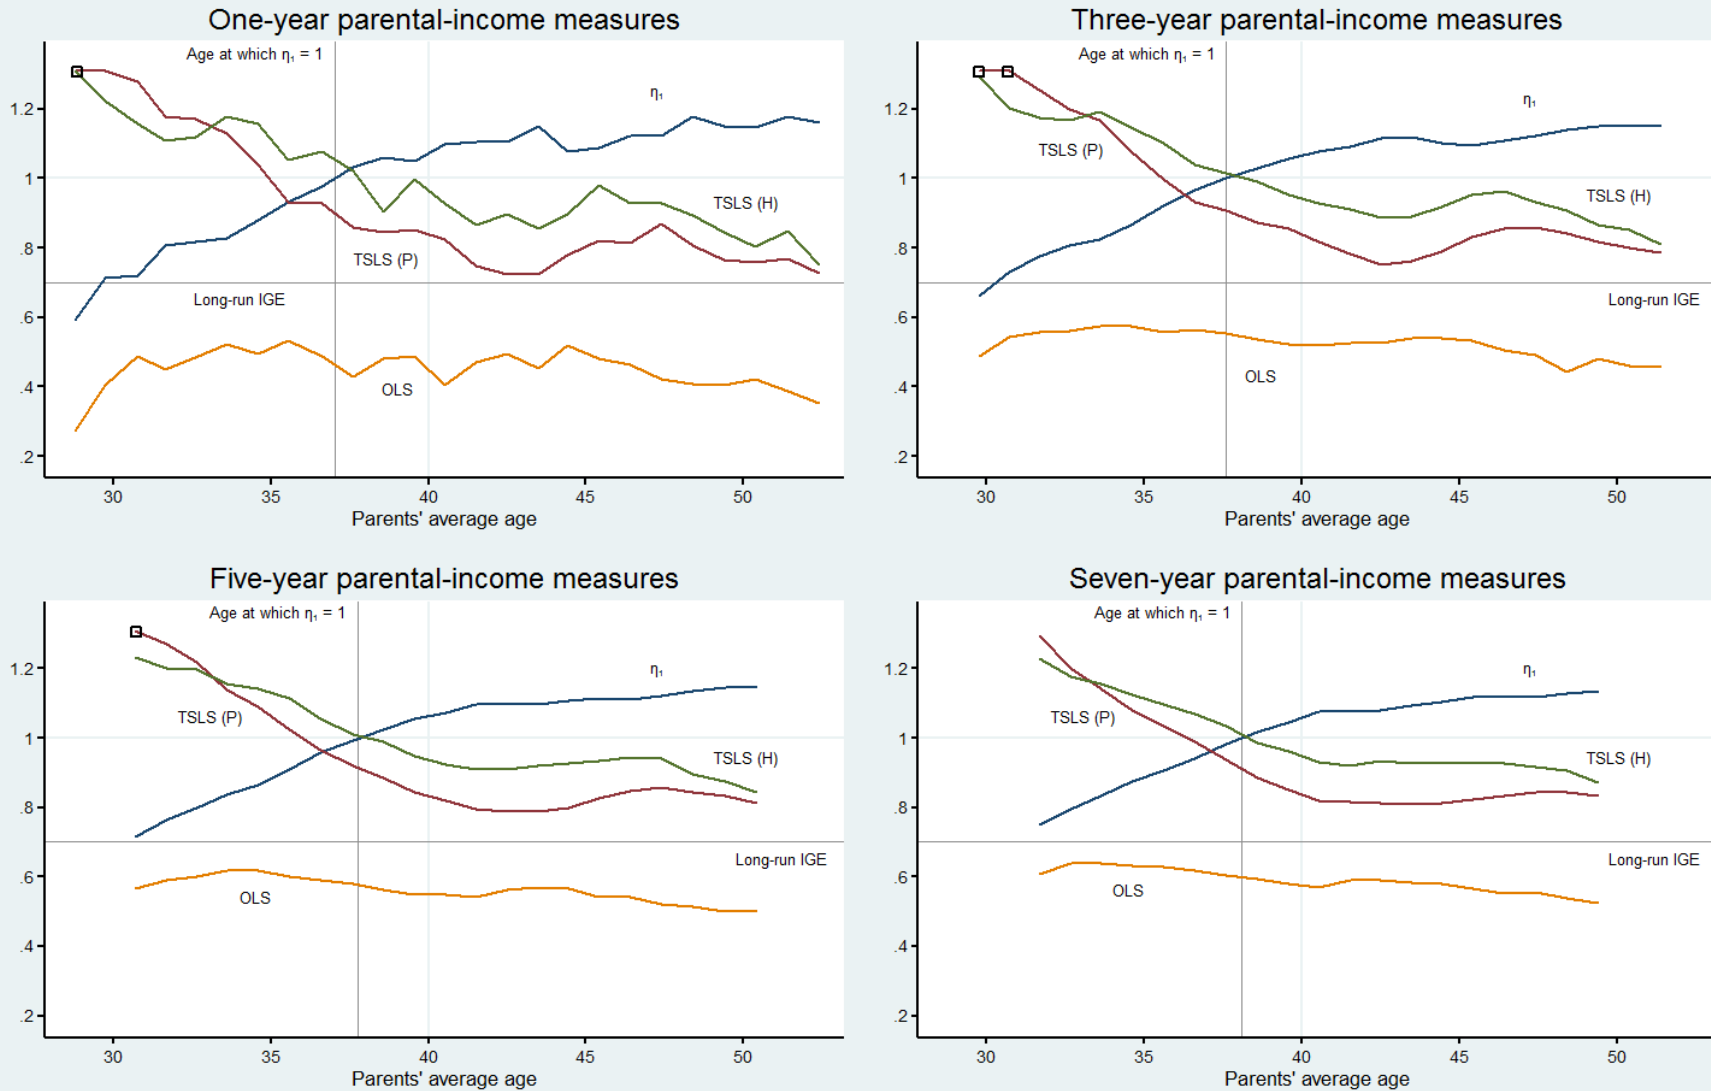 One-year parental-income measures
Age at which η₁ = 1
1.2
1
.8
.6
.4
.2
η₁
TSLS (H)
TSLS (P)
Long-run IGE
OLS
30 35 40 45 50
Parents' average age
Three-year parental-income measures
Age at which η₁ = 1
1.2
1
.8
.6
.4
.2
η₁
TSLS (P)
TSLS (H)
Long-run IGE
OLS
30 35 40 45 50
Parents' average age
Five-year parental-income measures
Age at which η₁ = 1
1.2
1
.8
.6
.4
.2
η₁
TSLS (P)
TSLS (H)
Long-run IGE
OLS
30 35 40 45 50
Parents' average age
Seven-year parental-income measures
Age at which η₁ = 1
1.2
1
.8
.6
.4
.2
η₁
TSLS (P)
TSLS (H)
Long-run IGE
OLS
30 35 40 45 50
Parents' average age